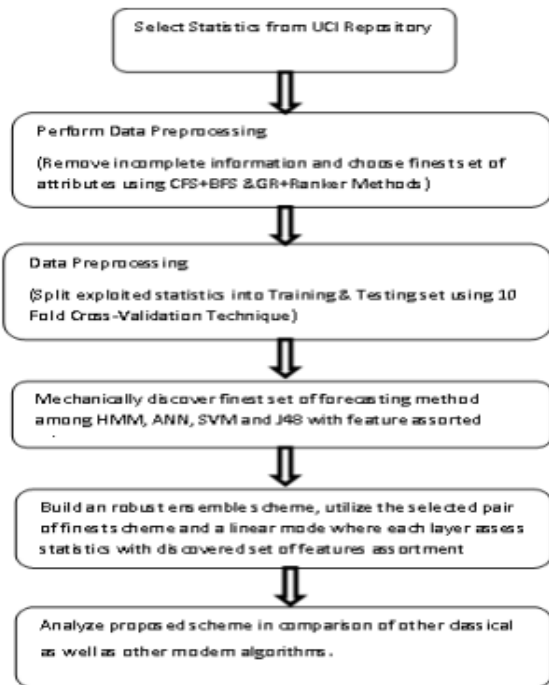 Select Statistics from UCI Repository
Perform Data Preprocessing
(Remove incomplete information and choose finest set of
attributes using CFS+BFS &GR+Ranker Methods)
Data Preprocessing
(Split exploited statistics into Training & Testing set using 10
Fold Cross-Validation Technique)
Mechanically discover finest set of forecasting method
among HMM, ANN, SVM and J48 with feature assorted
Build an robust ensemble scheme, utilize the selected pair
of finest scheme and a linear mode where each layer assess
statistics with discovered set of features assortment
Analyze proposed scheme in comparison of other classical
as well as other modern algorithms.